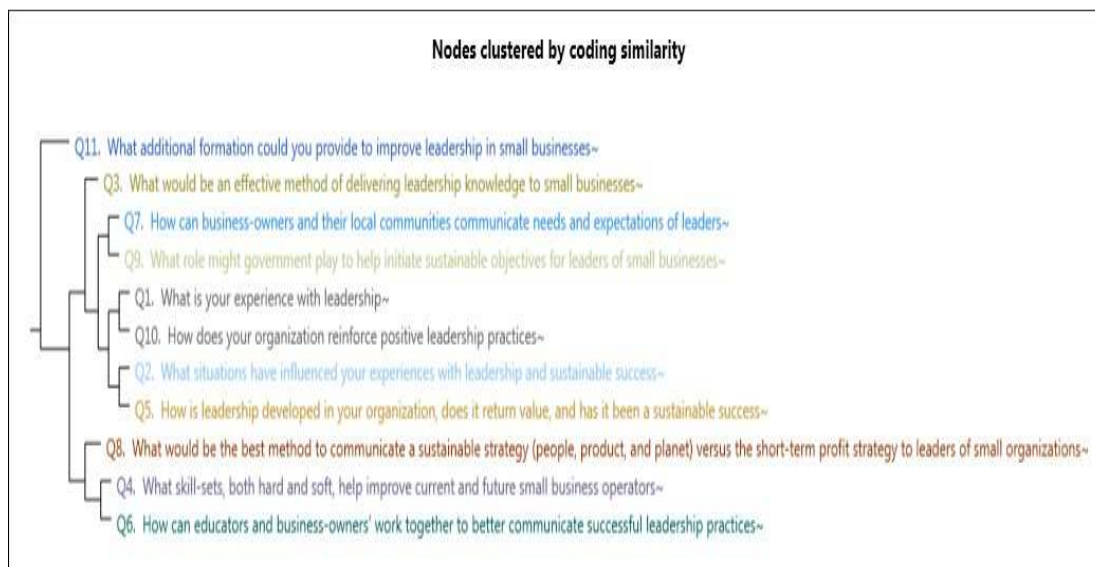 Nodes clustered by coding similarity
Q11. What additional formation could you provide to improve leadership in small businesses~
Q3. What would be an effective method of delivering leadership knowledge to small businesses~
Q7. How can business-owners and their local communities communicate needs and expectations of leaders~
Q9. What role might government play to help initiate sustainable objectives for leaders of small businesses~
Q1. What is your experience with leadership~
Q10. How does your organization reinforce positive leadership practices~
Q2. What situations have influenced your experiences with leadership and sustainable success~
Q5. How is leadership developed in your organization, does it return value, and has it been a sustainable success~
Q8. What would be the best method to communicate a sustainable strategy (people, product, and planet) versus the short-term profit strategy to leaders of small organizations~
Q4. What skill-sets, both hard and soft, help improve current and future small business operators~
Q6. How can educators and business-owners' work together to better communicate successful leadership practices~